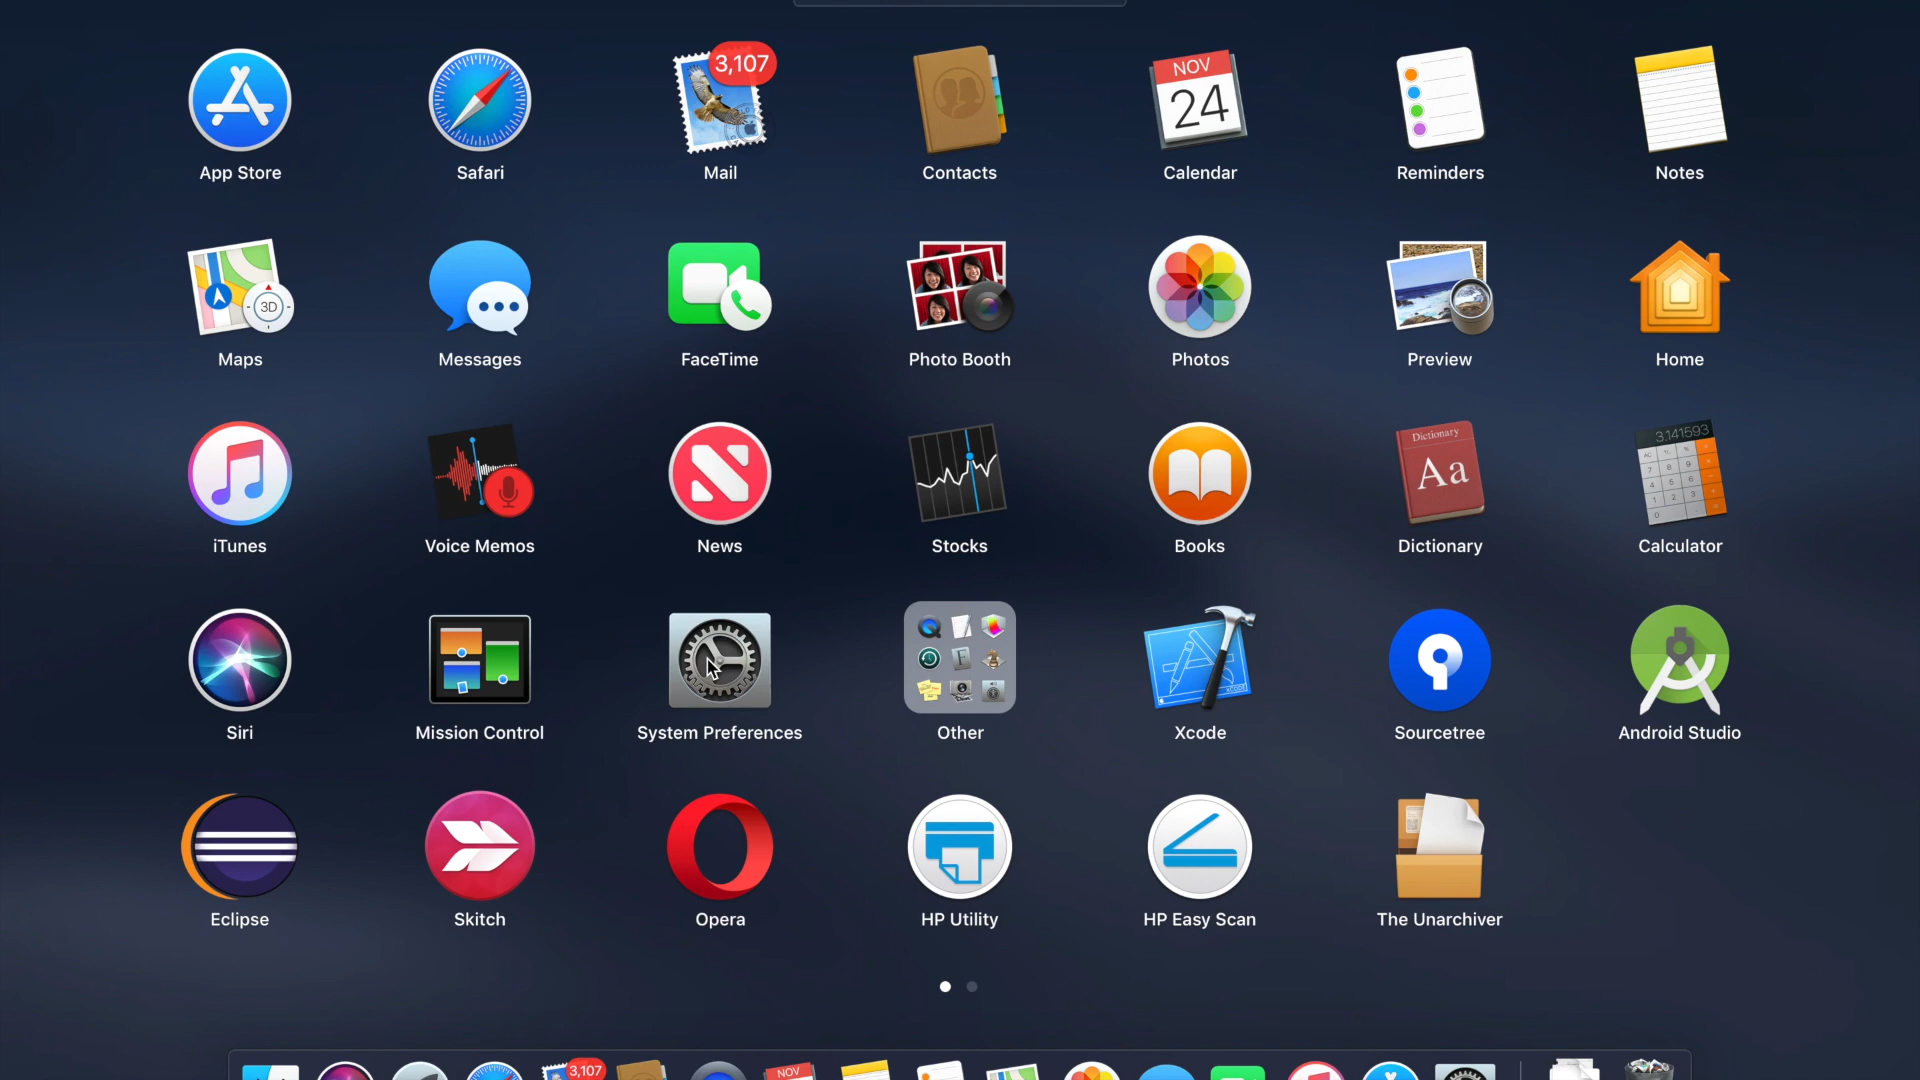 3,107
NOV
24
App Store
Safari
Mail
Contacts
Calendar
Reminders
Notes
3D
Maps
Messages
FaceTime
Photo Booth
Photos
Preview
Home
Dictionary
Aa
3.141593
iTunes
Voice Memos
News
Stocks
Books
Dictionary
Calculator
Siri
Mission Control
System Preferences
Other
Xcode
Sourcetree
Android Studio
Eclipse
Skitch
Opera
HP Utility
HP Easy Scan
The Unarchiver
3,107
NOV